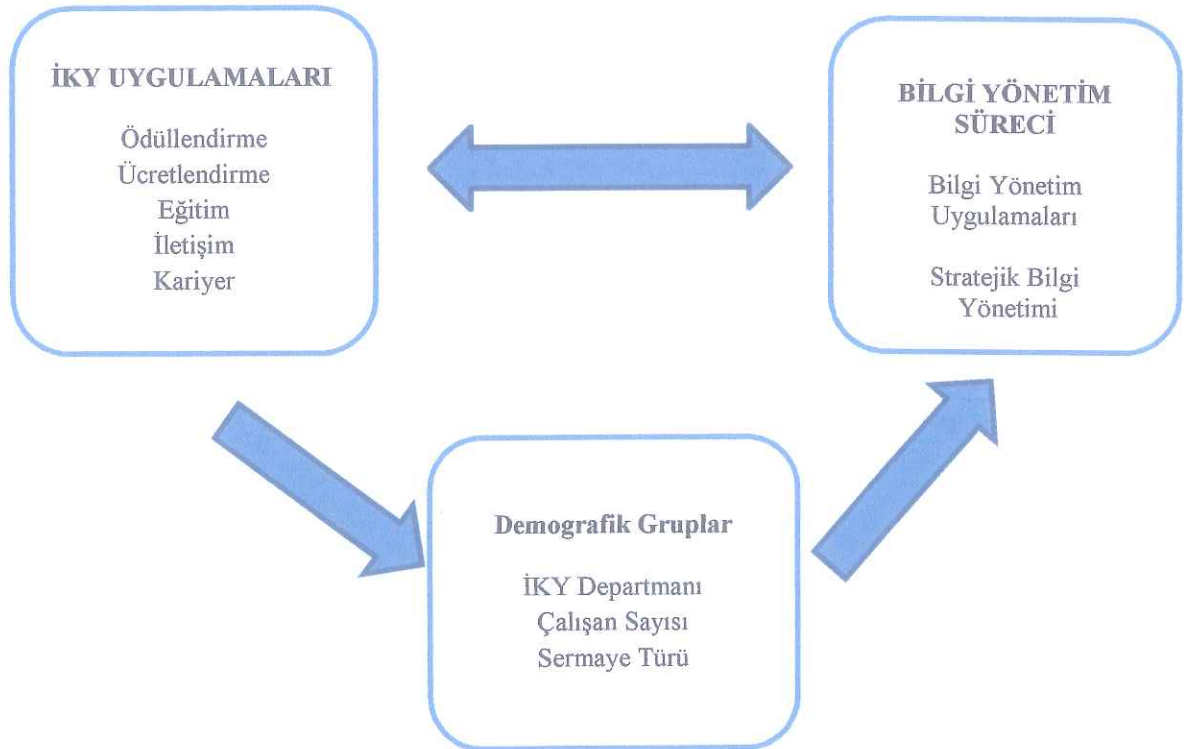 İKY UYGULAMALARI
Ödüllendirme
Ücretlendirme
Eğitim
İletişim
Kariyer
BİLGİ YÖNETİM
SÜRECİ
Bilgi Yönetim
Uygulamaları
Stratejik Bilgi
Yönetimi
Demografik Gruplar
İKY Departmanı
Çalışan Sayısı
Sermaye Türü